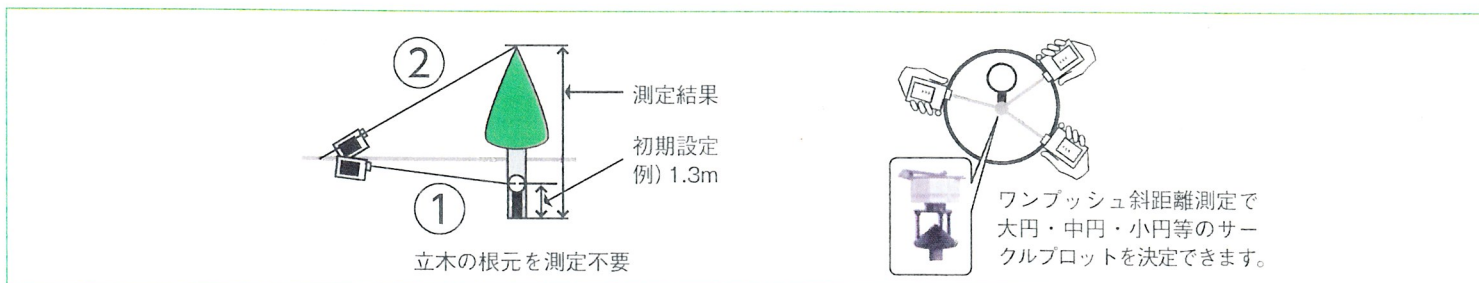 ②
測定結果
初期設定
例）1.3m
①
立木の根元を測定不要
ワンプッシュ斜距離測定で
大円・中円・小円等のサー
クルプロットを決定できます。